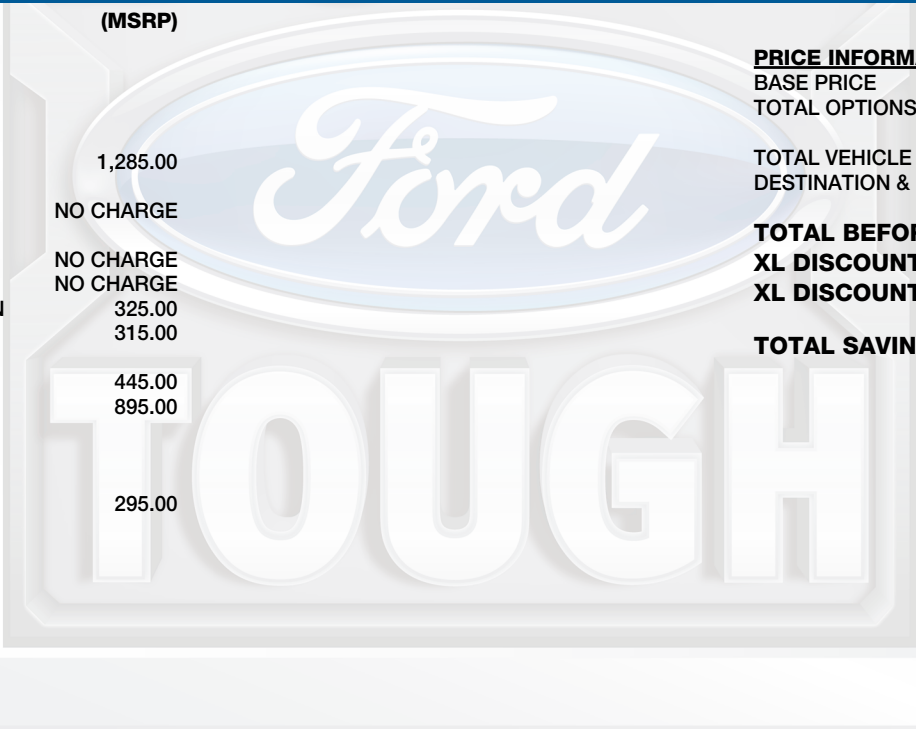 (MSRP)
1,285.00
NO CHARGE
NO CHARGE
NO CHARGE
325.00
315.00
445.00
895.00
295.00
PRICE INFORM
BASE PRICE
TOTAL OPTIONS
TOTAL VEHICLE
DESTINATION &
TOTAL BEFOR
XL DISCOUNT
XL DISCOUNT
TOTAL SAVIN
Ford
TOUGH